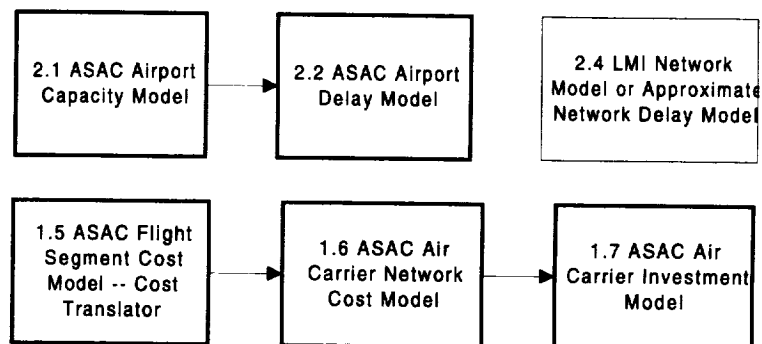 2.1 ASAC Airport
Capacity Model
2.2 ASAC Airport
Delay Model
2.4 LMI Network
Model or Approximate
Network Delay Model
1.5 ASAC Flight
Segment Cost
Model -- Cost
Translator
1.6 ASAC Air
Carrier Network
Cost Model
1.7 ASAC Air
Carrier Investment
Model